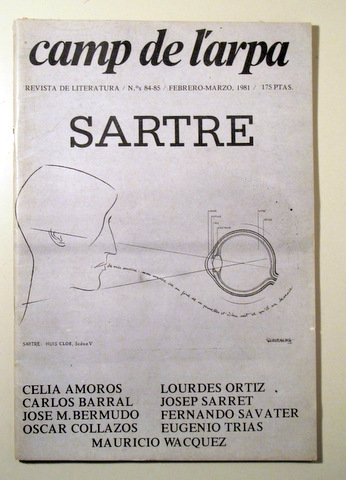 camp de l'arpa
REVISTA DE LITERATURA / N.ºs 84-85 / FEBRERO-MARZO, 1981 / 175 PTAS.
SARTRE
SARTRE: HUIS CLOS, Scène V
CELIA AMOROS
CARLOS BARRAL
JOSE M. BERMUDO
OSCAR COLLAZOS
LOURDES ORTIZ
JOSEP SARRET
FERNANDO SAVATER
EUGENIO TRIAS
MAURICIO WACQUEZ